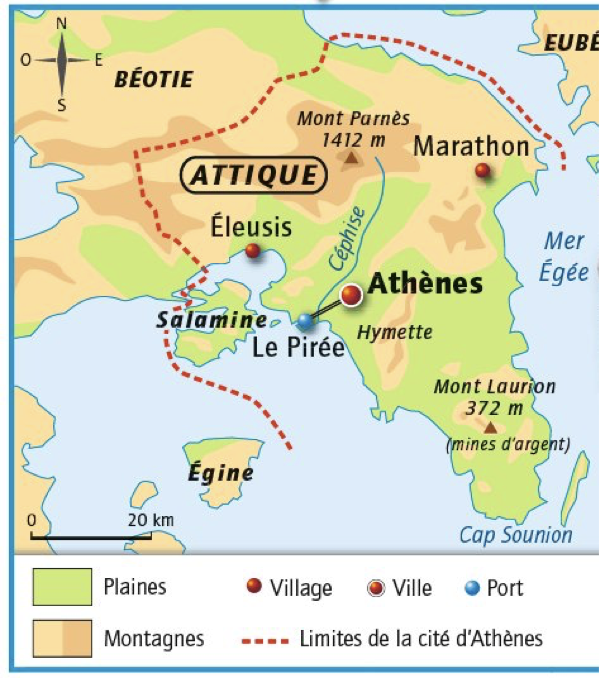 N
O
E
S
BÉOTIE
EUBÉ
Mont Parnès
1412 m
Marathon
ATTIQUE
Éleusis
Céphise
Mer
Égée
Athènes
Salamine
Le Pirée
Hymette
Mont Laurion
372 m
(mines d'argent)
Égine
0
20 km
Cap Sounion
Plaines
Village
Ville
Port
Montagnes
Limites de la cité d'Athènes